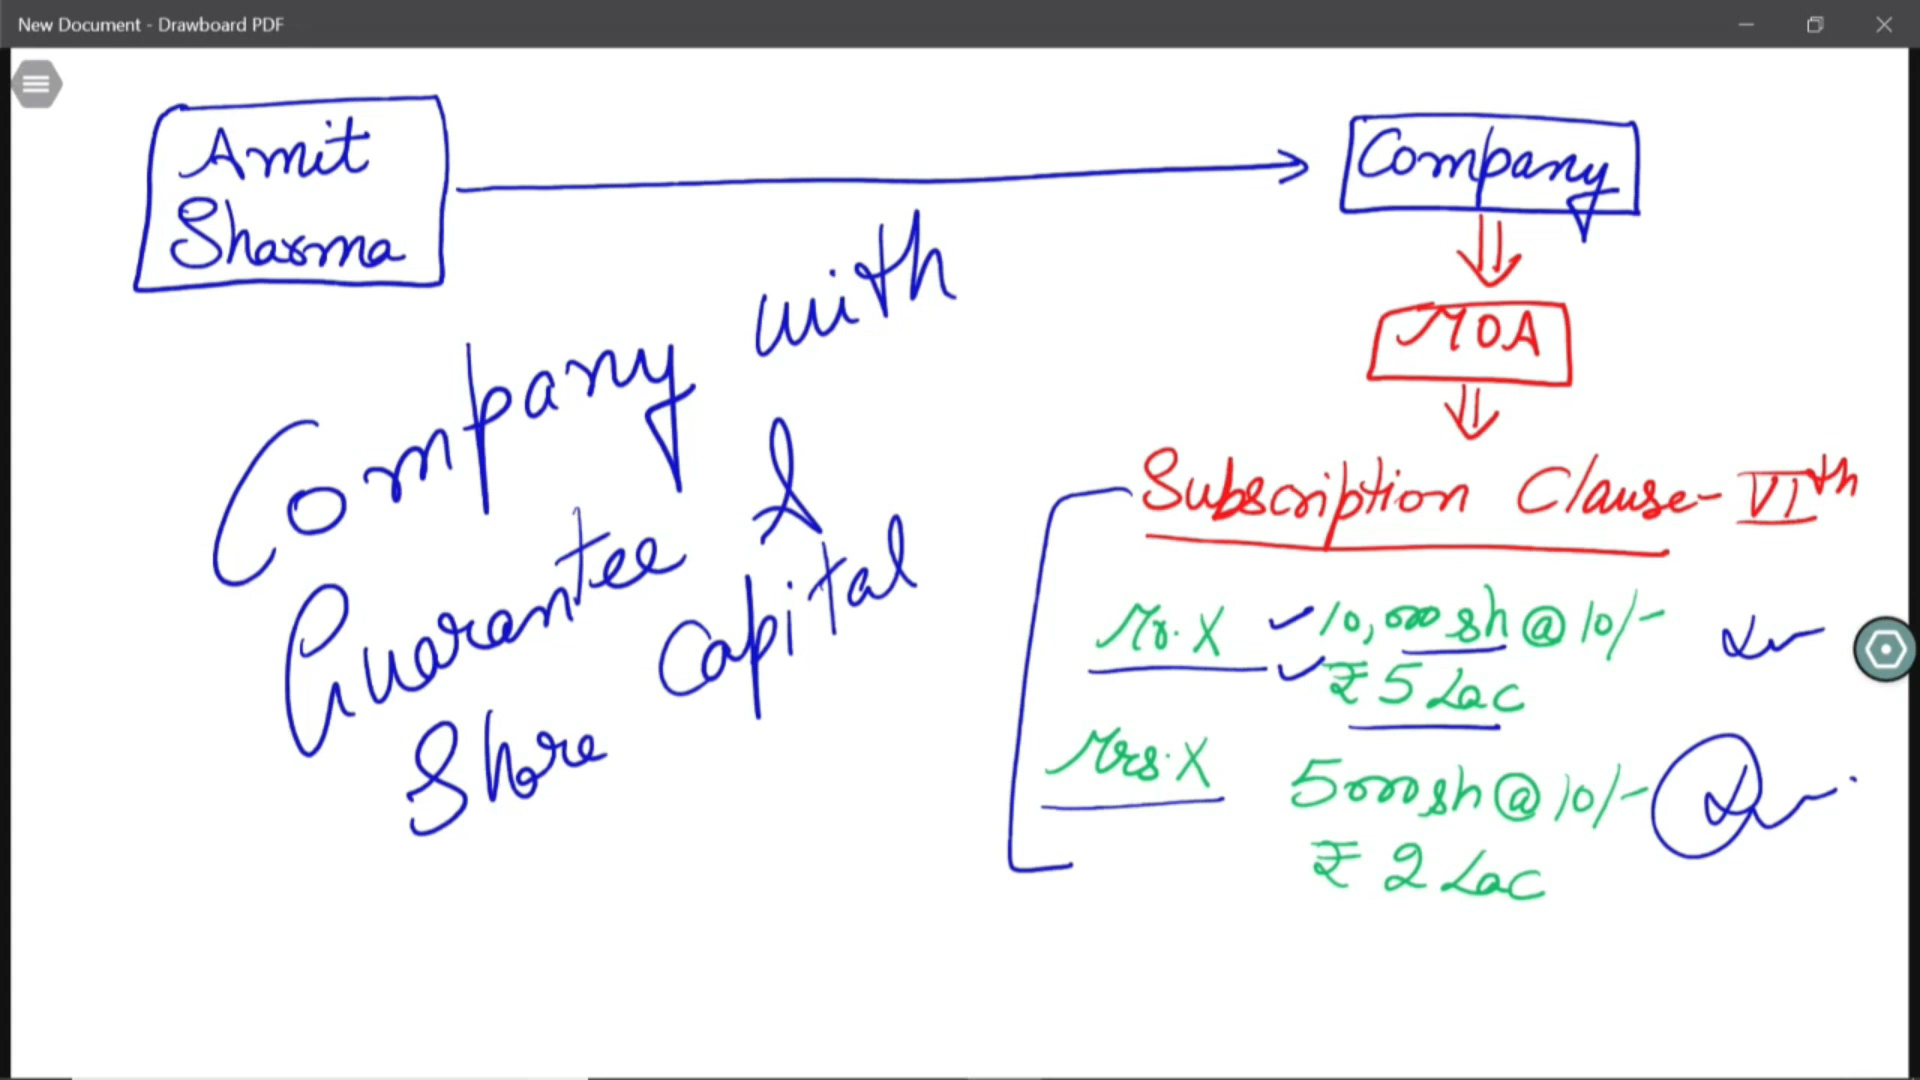 New Document - Drawboard PDF
Amit
Sharma
Company
MOA
Subscription Clause - VIth
Mr. X 10,000 sh @ 10/-
₹ 5 Lac
Mrs. X 5000 sh @ 10/-
₹ 2 Lac
Company with
Guarantee &
Share Capital